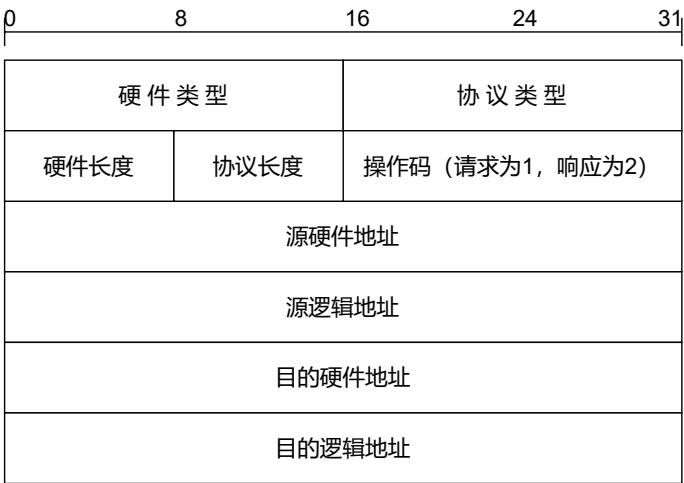 0 8 16 24 31
硬件类型 协议类型
硬件长度 协议长度 操作码（请求为1，响应为2）
源硬件地址
源逻辑地址
目的硬件地址
目的逻辑地址